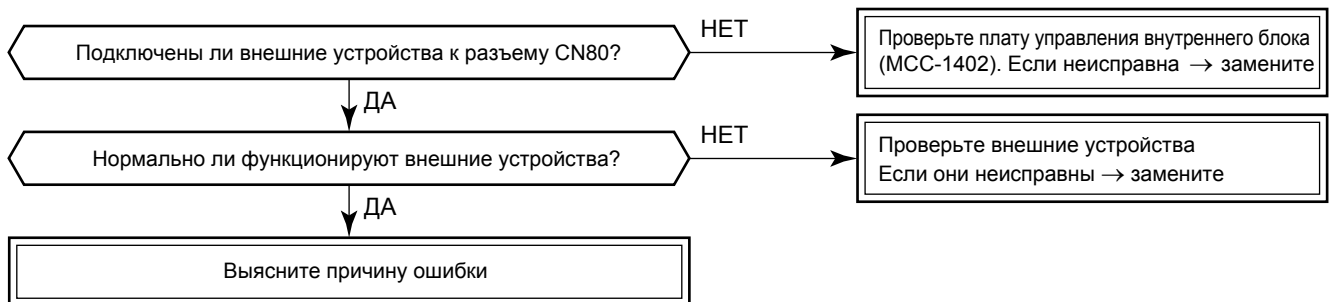 Подключены ли внешние устройства к разъему CN80?
НЕТ
Проверьте плату управления внутреннего блока
(MCC-1402). Если неисправна → замените
ДА
Нормально ли функционируют внешние устройства?
НЕТ
Проверьте внешние устройства
Если они неисправны → замените
ДА
Выясните причину ошибки